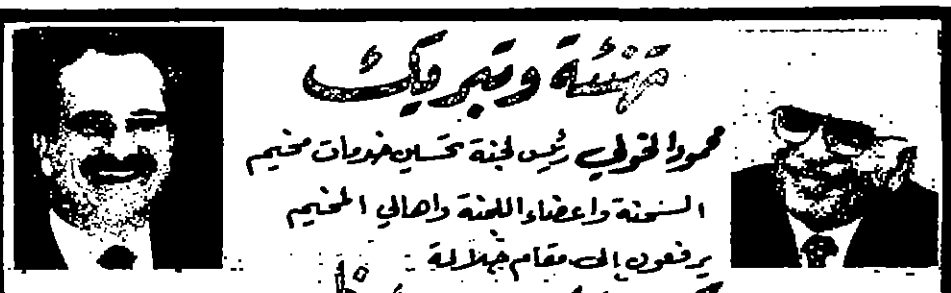 تهنئة وتبريك
محمود الخولي رئيس لجنة تحسين خدمات مخيم
السخنة واعضاء اللجنة واهالي المخيم
يرفعون إلى مقام جلالة